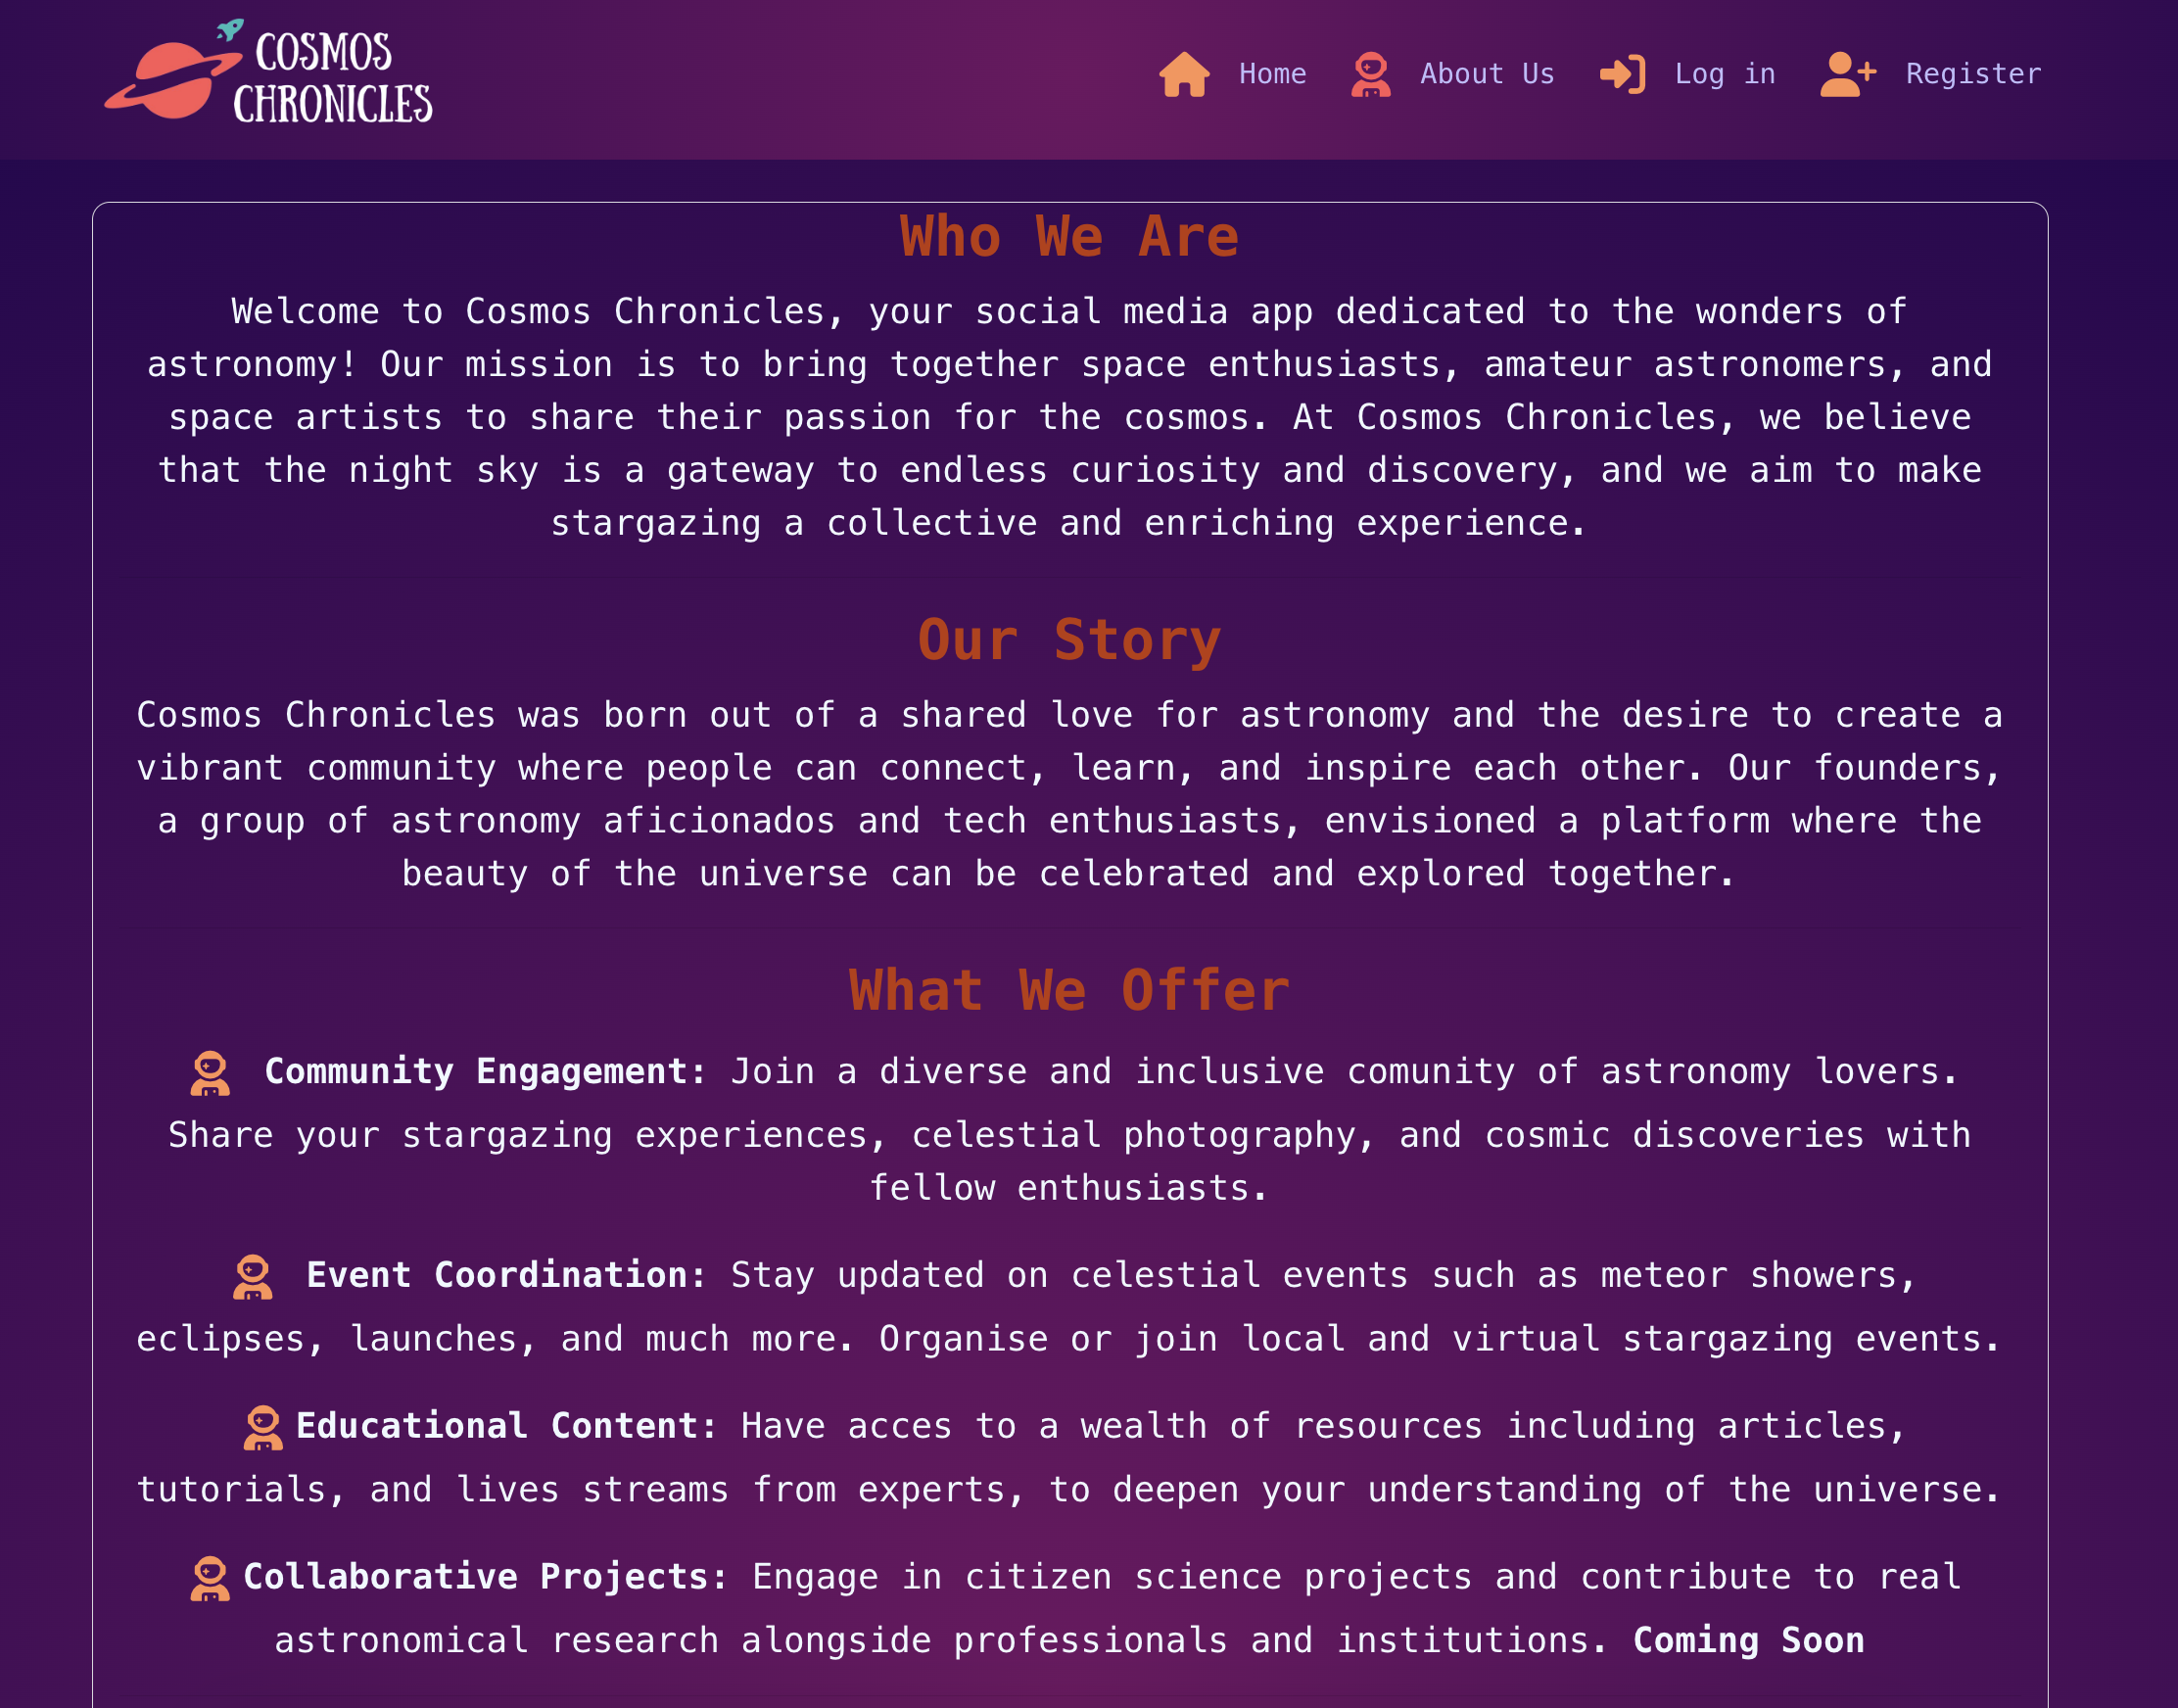 COSMOS
CHRONICLES
Home
About Us
Log in
Register
Who We Are
Welcome to Cosmos Chronicles, your social media app dedicated to the wonders of
astronomy! Our mission is to bring together space enthusiasts, amateur astronomers, and
space artists to share their passion for the cosmos. At Cosmos Chronicles, we believe
that the night sky is a gateway to endless curiosity and discovery, and we aim to make
stargazing a collective and enriching experience.
Our Story
Cosmos Chronicles was born out of a shared love for astronomy and the desire to create a
vibrant community where people can connect, learn, and inspire each other. Our founders,
a group of astronomy aficionados and tech enthusiasts, envisioned a platform where the
beauty of the universe can be celebrated and explored together.
What We Offer
Community Engagement: Join a diverse and inclusive comunity of astronomy lovers.
Share your stargazing experiences, celestial photography, and cosmic discoveries with
fellow enthusiasts.
Event Coordination: Stay updated on celestial events such as meteor showers,
eclipses, launches, and much more. Organise or join local and virtual stargazing events.
Educational Content: Have acces to a wealth of resources including articles,
tutorials, and lives streams from experts, to deepen your understanding of the universe.
Collaborative Projects: Engage in citizen science projects and contribute to real
astronomical research alongside professionals and institutions. Coming Soon